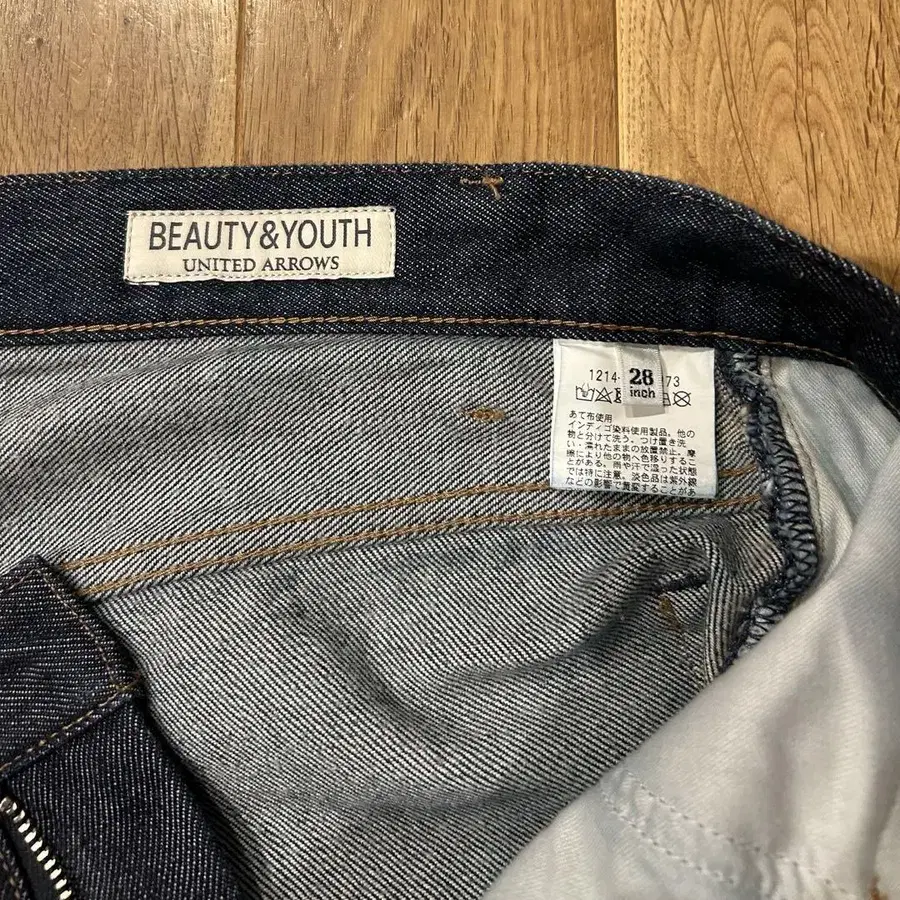 BEAUTY&YOUTH
UNITED ARROWS
1214-
73
28
inch
あて布使用
インディゴ染料使用製品。他の
物と分けて洗う。つけ置き洗
い・濡れたままの放置禁止。摩
擦により他の物へ色移りするこ
とがある。雨や汗で湿った状態
では特に注意。淡色品は紫外線
などの影響で黄変することがあ